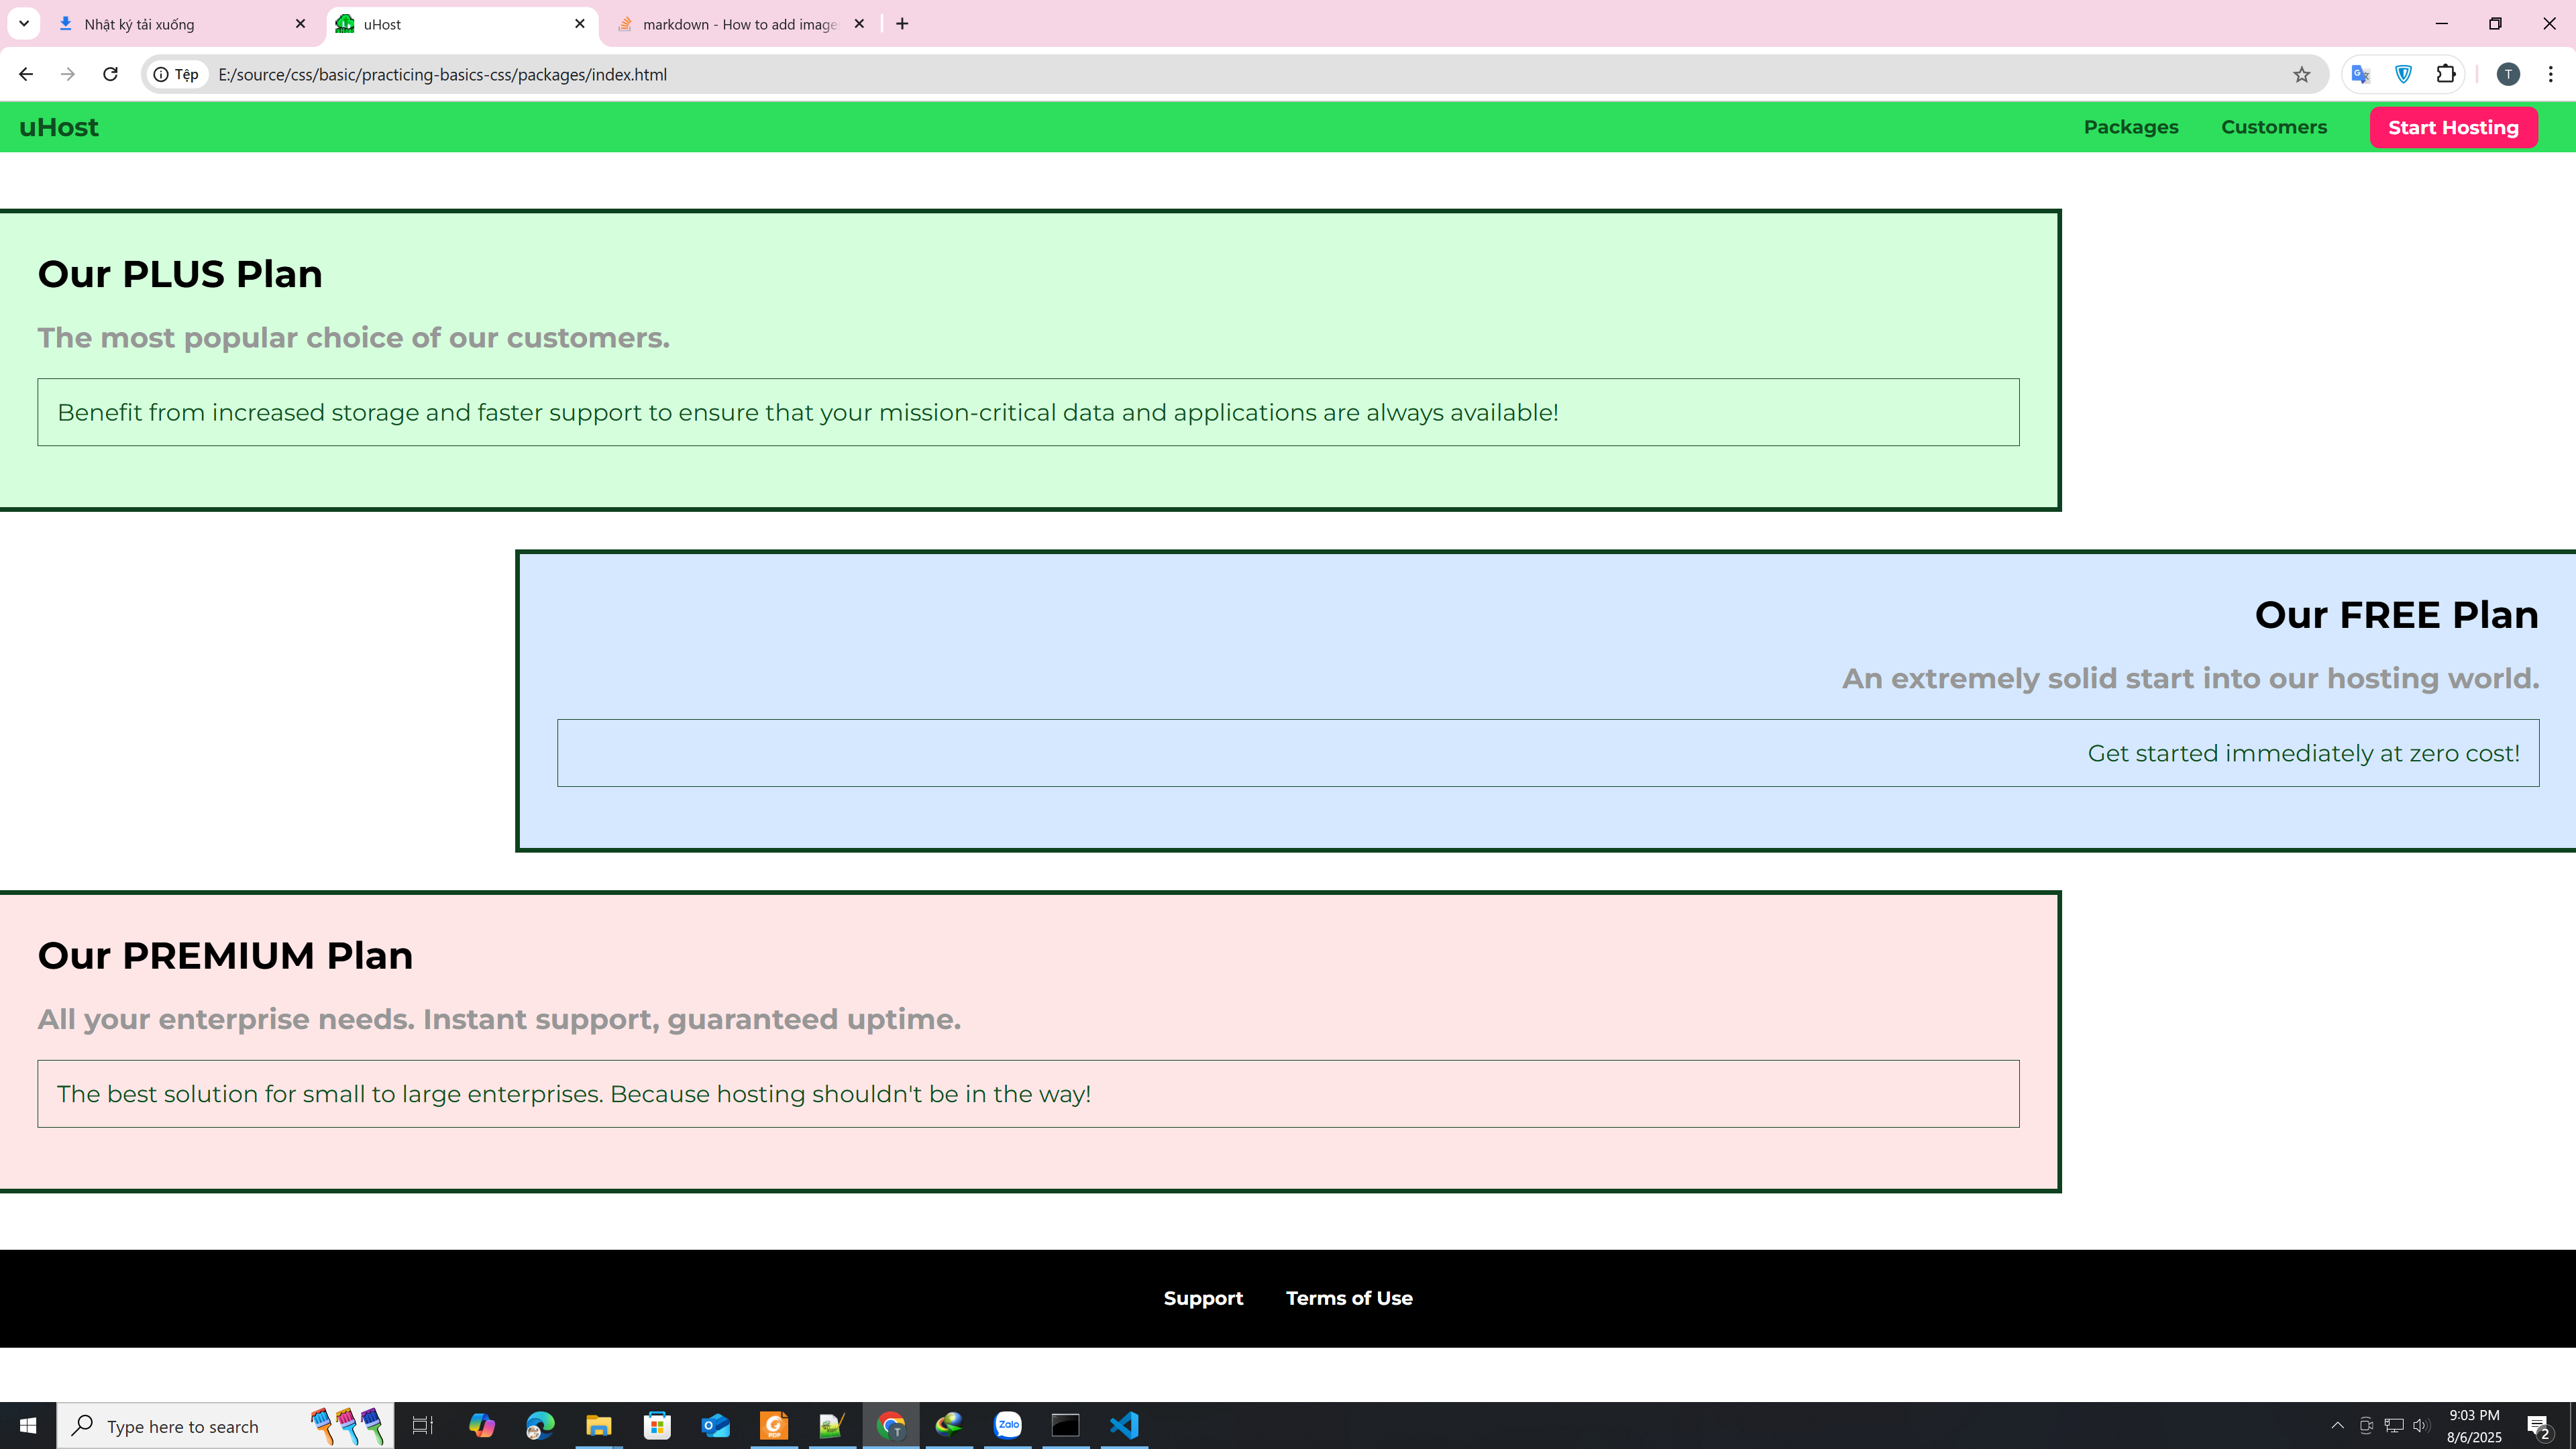 Nhật ký tải xuống
uHost
markdown - How to add image
Tệp
E:/source/css/basic/practicing-basics-css/packages/index.html
T
uHost
Packages
Customers
Start Hosting
Our PLUS Plan
The most popular choice of our customers.
Benefit from increased storage and faster support to ensure that your mission-critical data and applications are always available!
Our FREE Plan
An extremely solid start into our hosting world.
Get started immediately at zero cost!
Our PREMIUM Plan
All your enterprise needs. Instant support, guaranteed uptime.
The best solution for small to large enterprises. Because hosting shouldn't be in the way!
Support
Terms of Use
Type here to search
Zalo
9:03 PM
8/6/2025
2